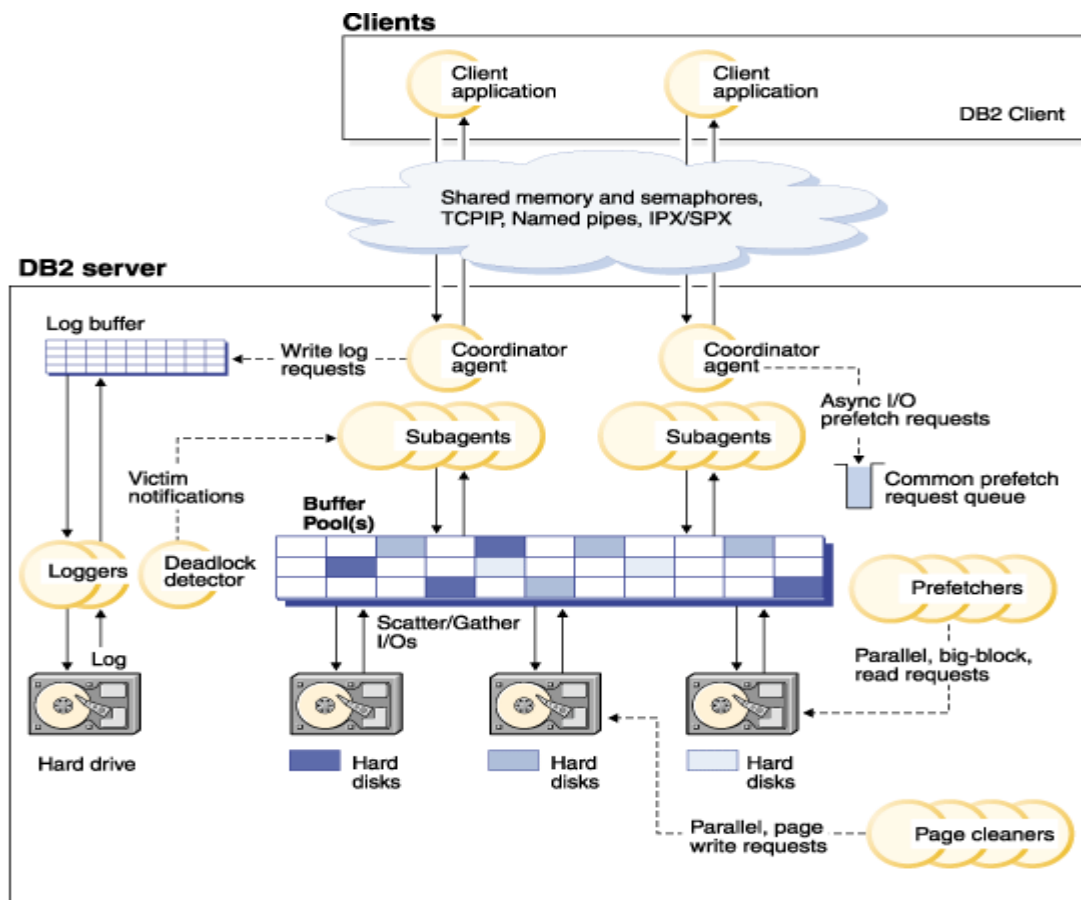 Clients
Client
application
Client
application
DB2 Client
Shared memory and semaphores,
TCPIP, Named pipes, IPX/SPX
DB2 server
Log buffer
Write log
requests
Coordinator
agent
Coordinator
agent
Async I/O
prefetch requests
Subagents
Subagents
Victim
notifications
Common prefetch
request queue
Buffer
Pool(s)
Loggers
Deadlock
detector
Prefetchers
Scatter/Gather
I/Os
Log
Parallel, big-block,
read requests
Hard drive
Hard
disks
Hard
disks
Hard
disks
Parallel, page
write requests
Page cleaners